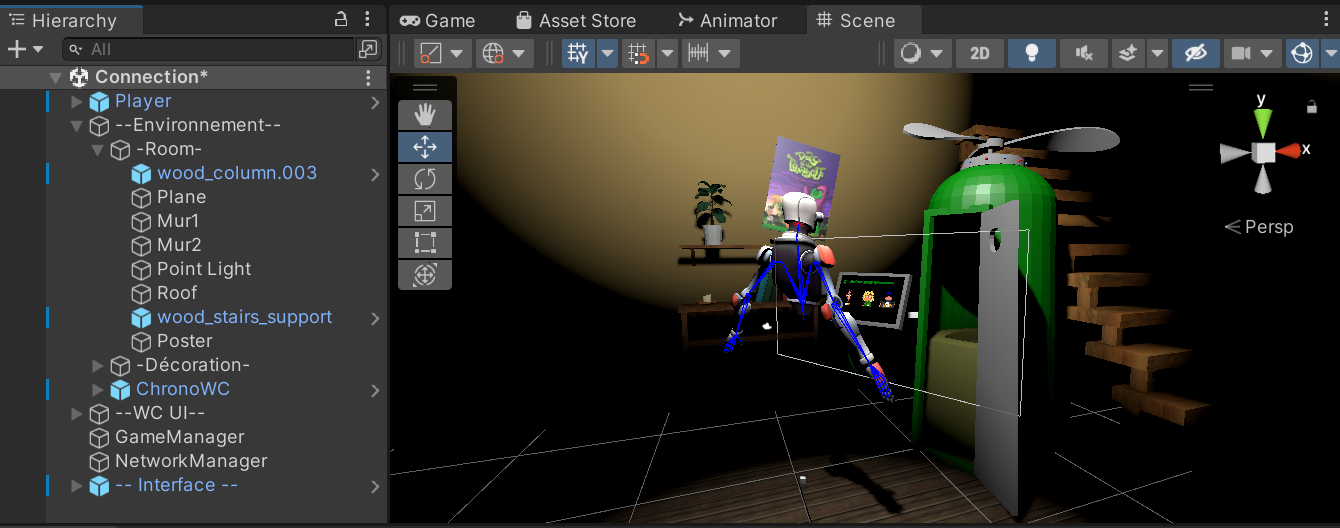 Hierarchy
All
Connection*
Player
--Environnement--
-Room-
wood_column.003
Plane
Mur1
Mur2
Point Light
Roof
wood_stairs_support
Poster
-Décoration-
ChronoWC
--WC UI--
GameManager
NetworkManager
-- Interface --
Game
Asset Store
Animator
Scene
2D
y
x
Persp